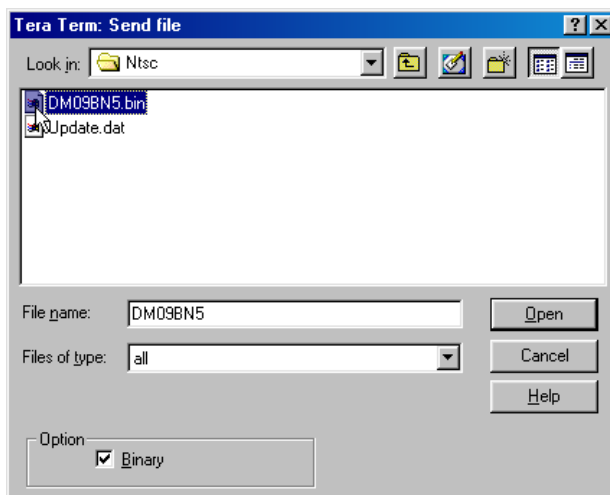 Tera Term: Send file
Look in: Ntsc
DM09BN5.bin
Update.dat
File name: DM09BN5 Open
Files of type: all Cancel
Help
Option
Binary